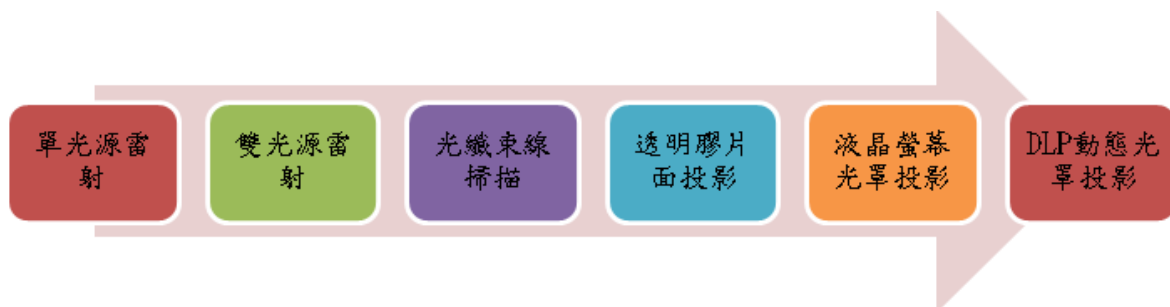 單光源雷
射
雙光源雷
射
光纖束線
掃描
透明膠片
面投影
液晶螢幕
光罩投影
DLP動態光
罩投影